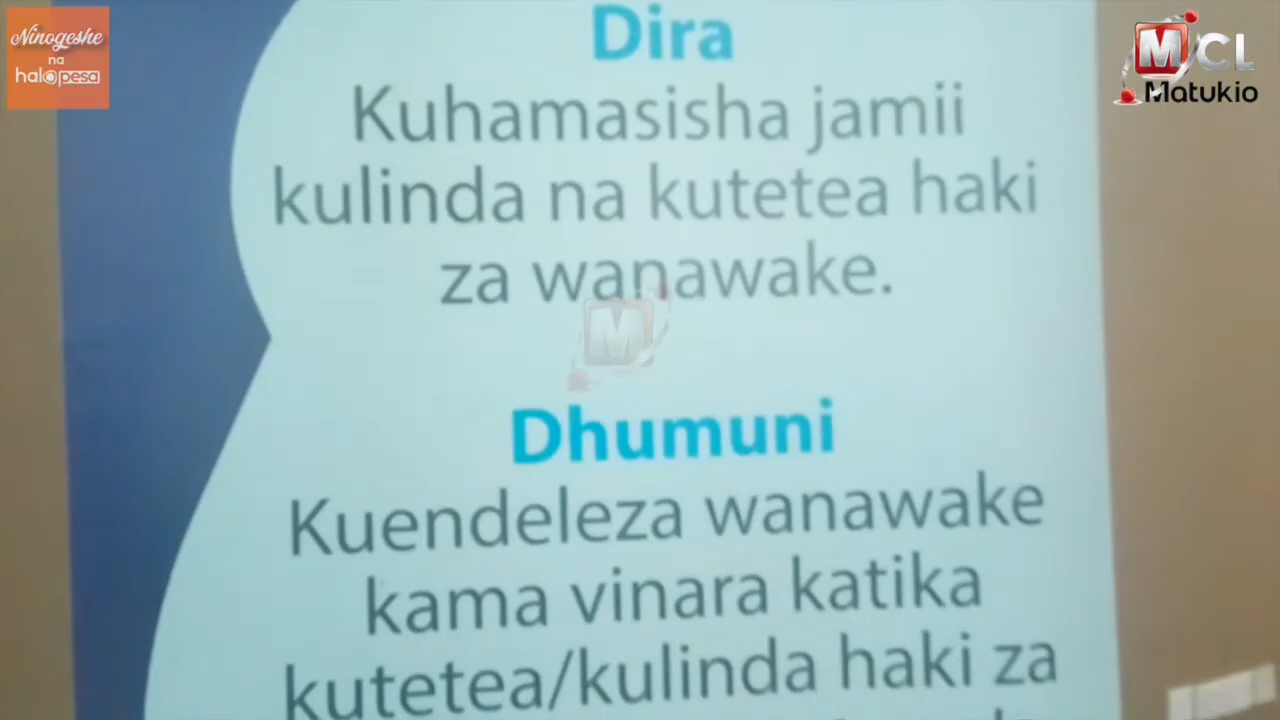 Ninogeshe
na
halopesa
MCL
Matukio
Dira
Kuhamasisha jamii
kulinda na kutetea haki
za wanawake.
M
Dhumuni
Kuendeleza wanawake
kama vinara katika
kutetea/kulinda haki za